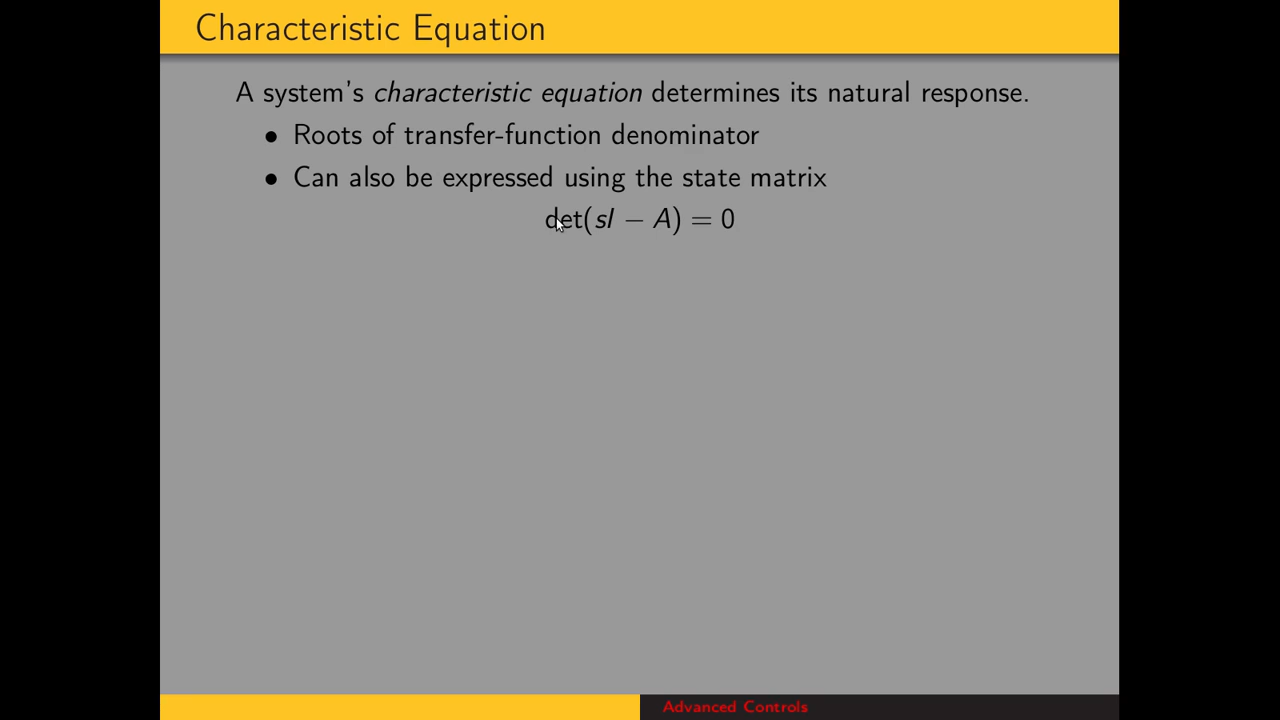 Characteristic Equation
A system's characteristic equation determines its natural response.
• Roots of transfer-function denominator
• Can also be expressed using the state matrix
det(sI − A) = 0
Advanced Controls